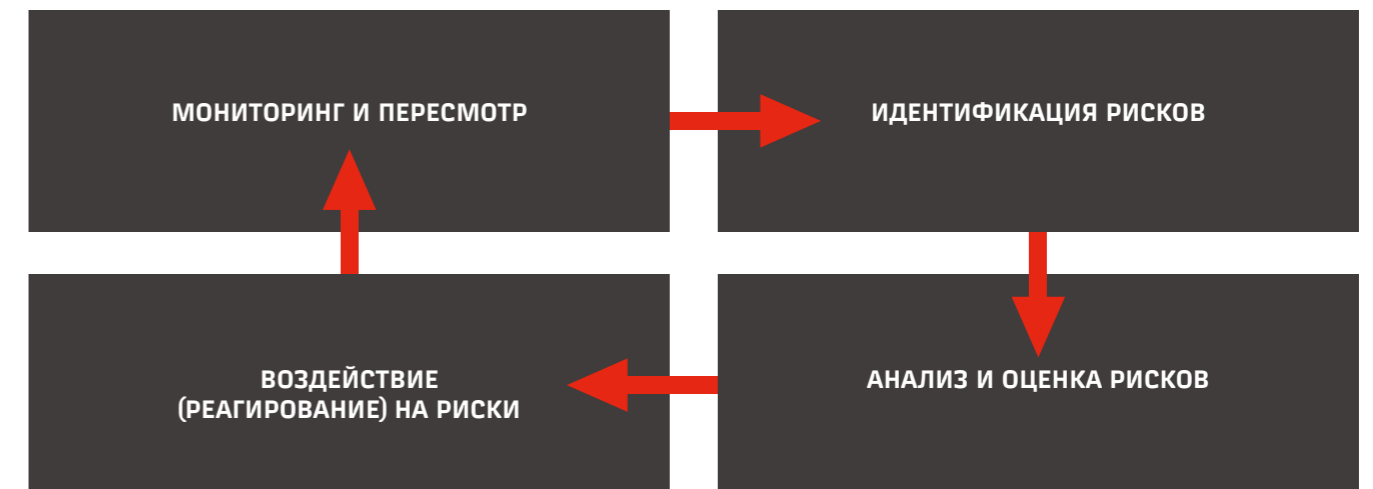 МОНИТОРИНГ И ПЕРЕСМОТР
ИДЕНТИФИКАЦИЯ РИСКОВ
ВОЗДЕЙСТВИЕ
(РЕАГИРОВАНИЕ) НА РИСКИ
АНАЛИЗ И ОЦЕНКА РИСКОВ